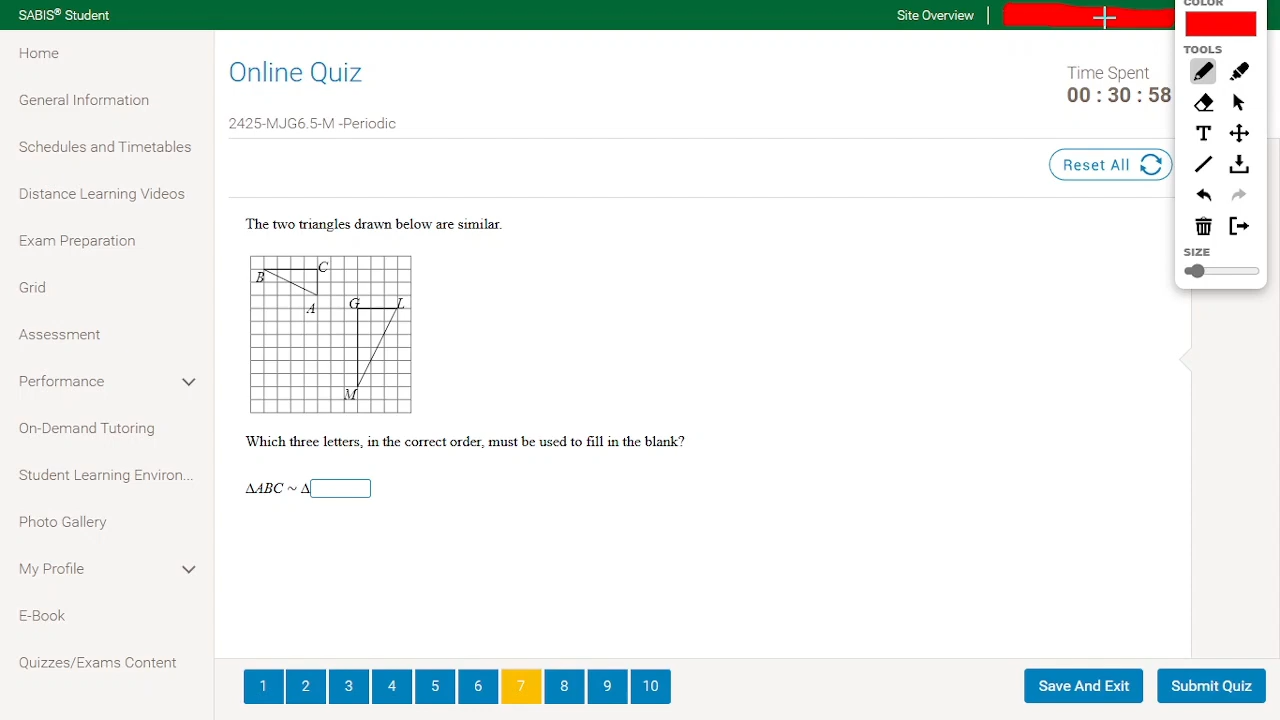 SABIS® Student
Site Overview
COLOR
TOOLS
T
SIZE
Home
General Information
Schedules and Timetables
Distance Learning Videos
Exam Preparation
Grid
Assessment
Performance
On-Demand Tutoring
Student Learning Environ...
Photo Gallery
My Profile
E-Book
Quizzes/Exams Content
Online Quiz
Time Spent
00 : 30 : 58
2425-MJG6.5-M -Periodic
Reset All
The two triangles drawn below are similar.
B C
A
G L
M
Which three letters, in the correct order, must be used to fill in the blank?
ΔABC ~ Δ
1 2 3 4 5 6 7 8 9 10
Save And Exit
Submit Quiz